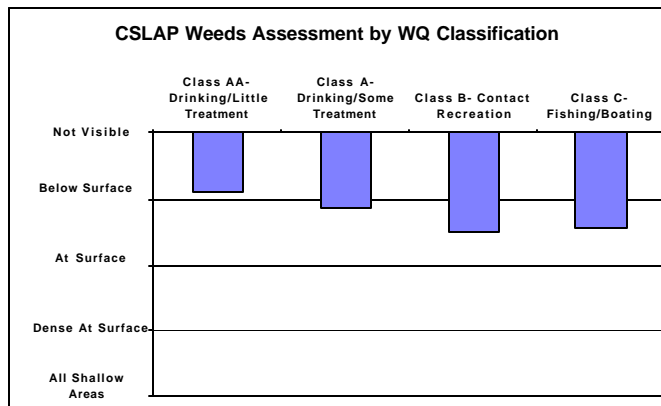 CSLAP Weeds Assessment by WQ Classification
Class AA-
Drinking/Little
Treatment
Class A-
Drinking/Some
Treatment
Class B- Contact
Recreation
Class C-
Fishing/Boating
Not Visible
Below Surface
At Surface
Dense At Surface
All Shallow
Areas